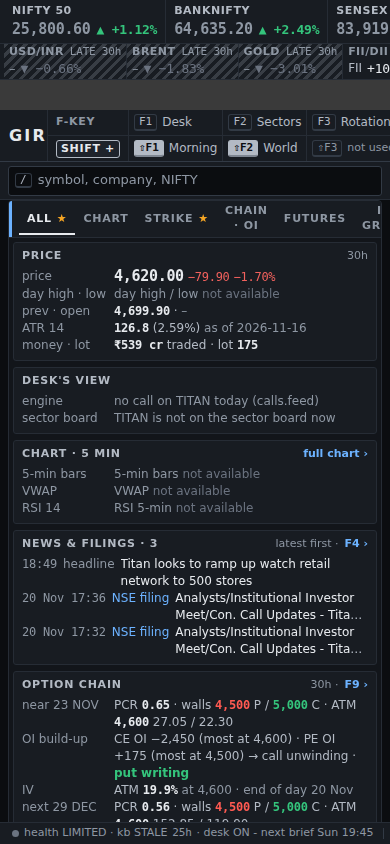 NIFTY 50 BANKNIFTY SENSEX
25,800.60 ▲ +1.12% 64,635.20 ▲ +2.49% 83,919
USD/INR LATE 30h BRENT LATE 30h GOLD LATE 30h FII/DII
– ▼ −0.66% – ▼ −1.83% – ▼ −3.01% FII +10
GIR F-KEY F1 Desk F2 Sectors F3 Rotation
SHIFT + ⇧F1 Morning ⇧F2 World ⇧F3 not used
/ symbol, company, NIFTY
ALL ★ CHART STRIKE ★ CHAIN · OI FUTURES GR
PRICE 30h
price 4,620.00 −79.90 −1.70%
day high · low day high / low not available
prev · open 4,699.90 · –
ATR 14 126.8 (2.59%) as of 2026-11-16
money · lot ₹539 cr traded · lot 175
DESK'S VIEW
engine no call on TITAN today (calls.feed)
sector board TITAN is not on the sector board now
CHART · 5 MIN full chart ›
5-min bars 5-min bars not available
VWAP VWAP not available
RSI 14 RSI 5-min not available
NEWS & FILINGS · 3 latest first · F4 ›
18:49 headline Titan looks to ramp up watch retail
network to 500 stores
20 Nov 17:36 NSE filing Analysts/Institutional Investor
Meet/Con. Call Updates - Tita…
20 Nov 17:32 NSE filing Analysts/Institutional Investor
Meet/Con. Call Updates - Tita…
OPTION CHAIN 30h · F9 ›
near 23 NOV PCR 0.65 · walls 4,500 P / 5,000 C · ATM
4,600 27.05 / 22.30
OI build-up CE OI −2,450 (most at 4,600) · PE OI
+175 (most at 4,500) → call unwinding ·
put writing
IV ATM 19.9% at 4,600 · end of day 20 Nov
next 29 DEC PCR 0.56 · walls 4,500 P / 5,000 C · ATM
health LIMITED · kb STALE 25h · desk ON - next brief Sun 19:45